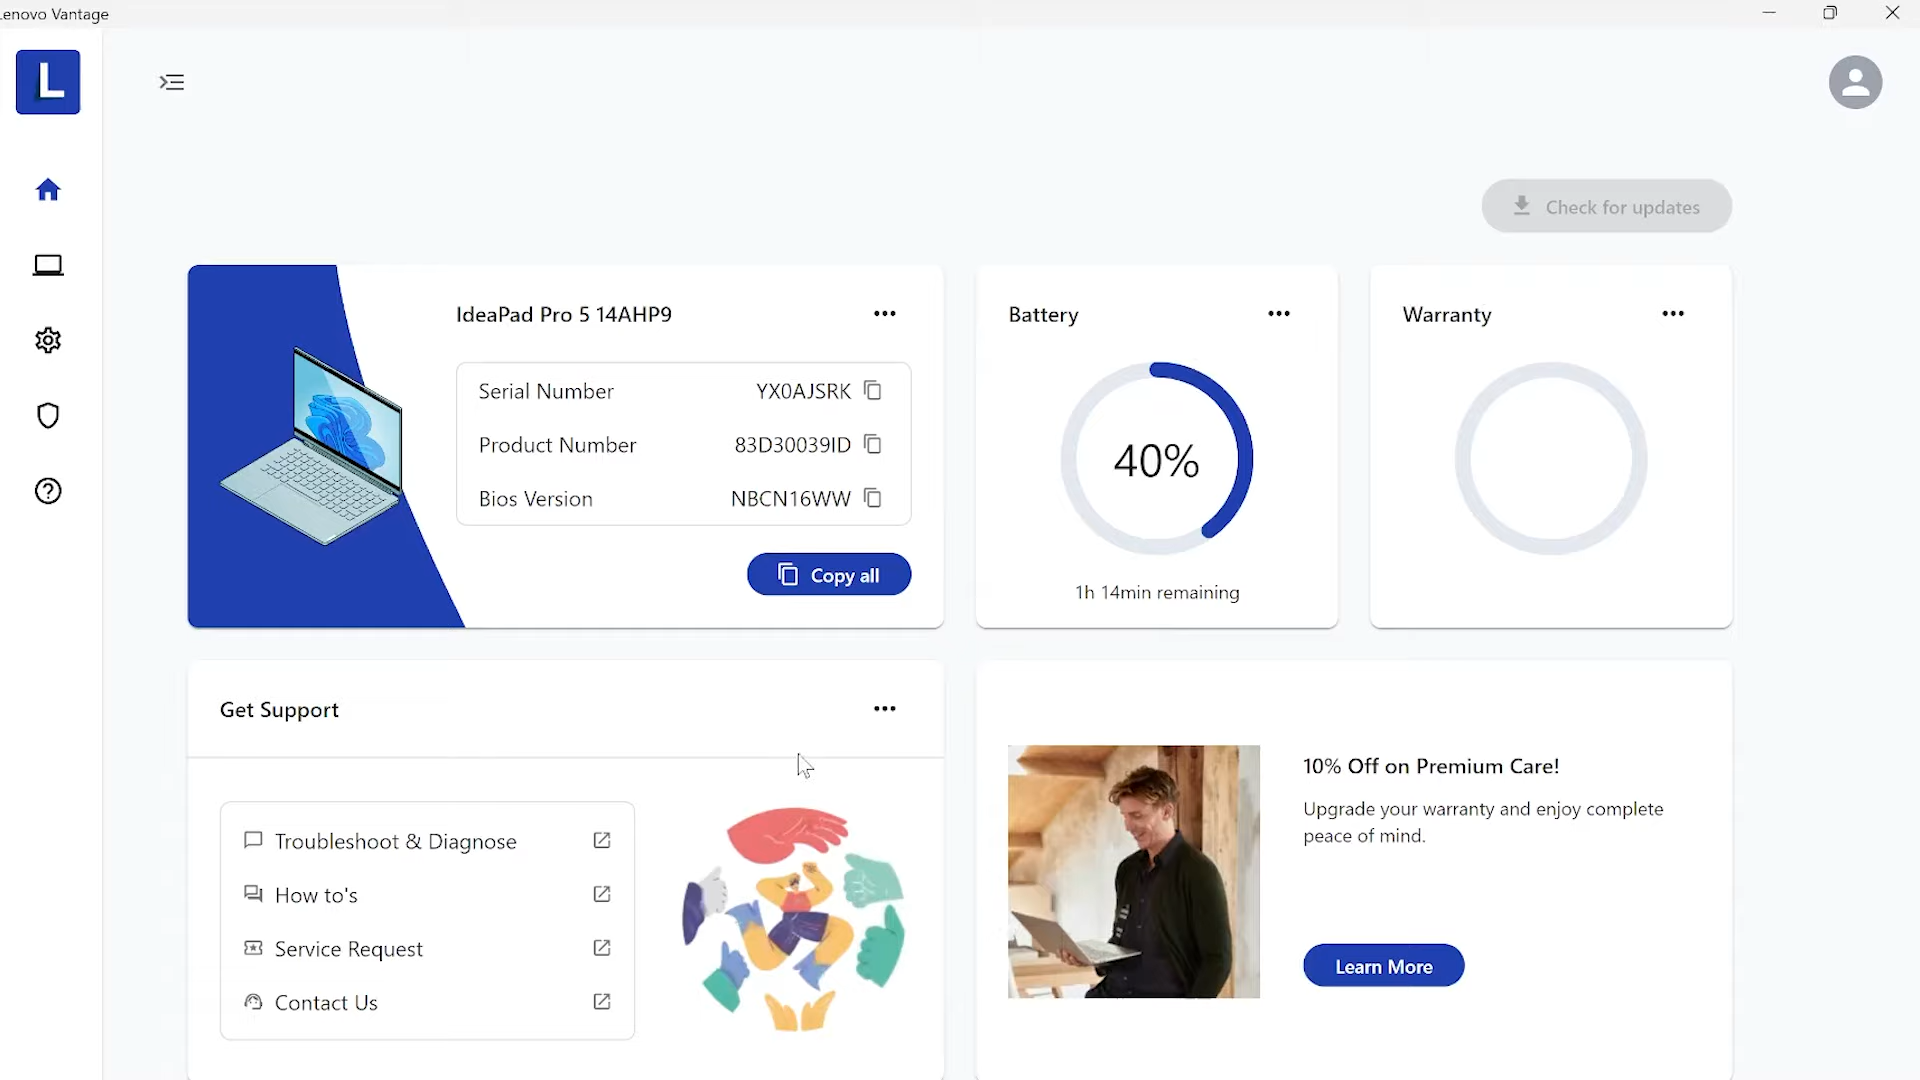 Lenovo Vantage
L
Check for updates
IdeaPad Pro 5 14AHP9
Serial Number YX0AJSRK
Product Number 83D30039ID
Bios Version NBCN16WW
Copy all
Battery
40%
1h 14min remaining
Warranty
Get Support
Troubleshoot & Diagnose
How to's
Service Request
Contact Us
10% Off on Premium Care!
Upgrade your warranty and enjoy complete
peace of mind.
Learn More